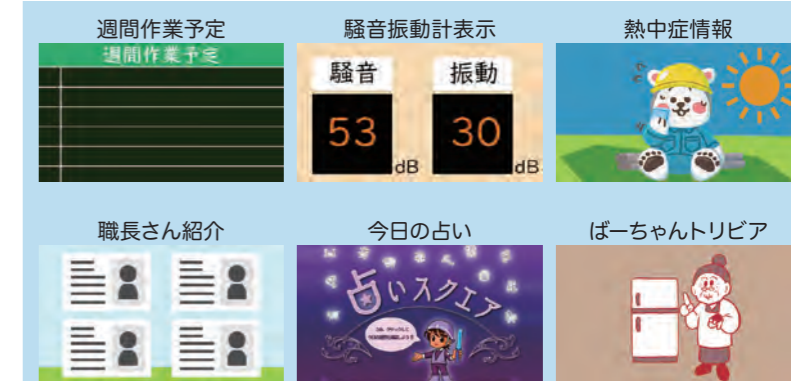 週間作業予定
騒音振動計表示
熱中症情報
週間作業予定
騒音
振動
53
30
dB
dB
職長さん紹介
今日の占い
ばーちゃんトリビア
占いスクエア